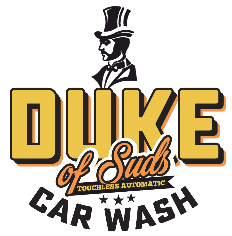 DUKE
of Suds
TOUCHLESS AUTOMATIC
CAR WASH